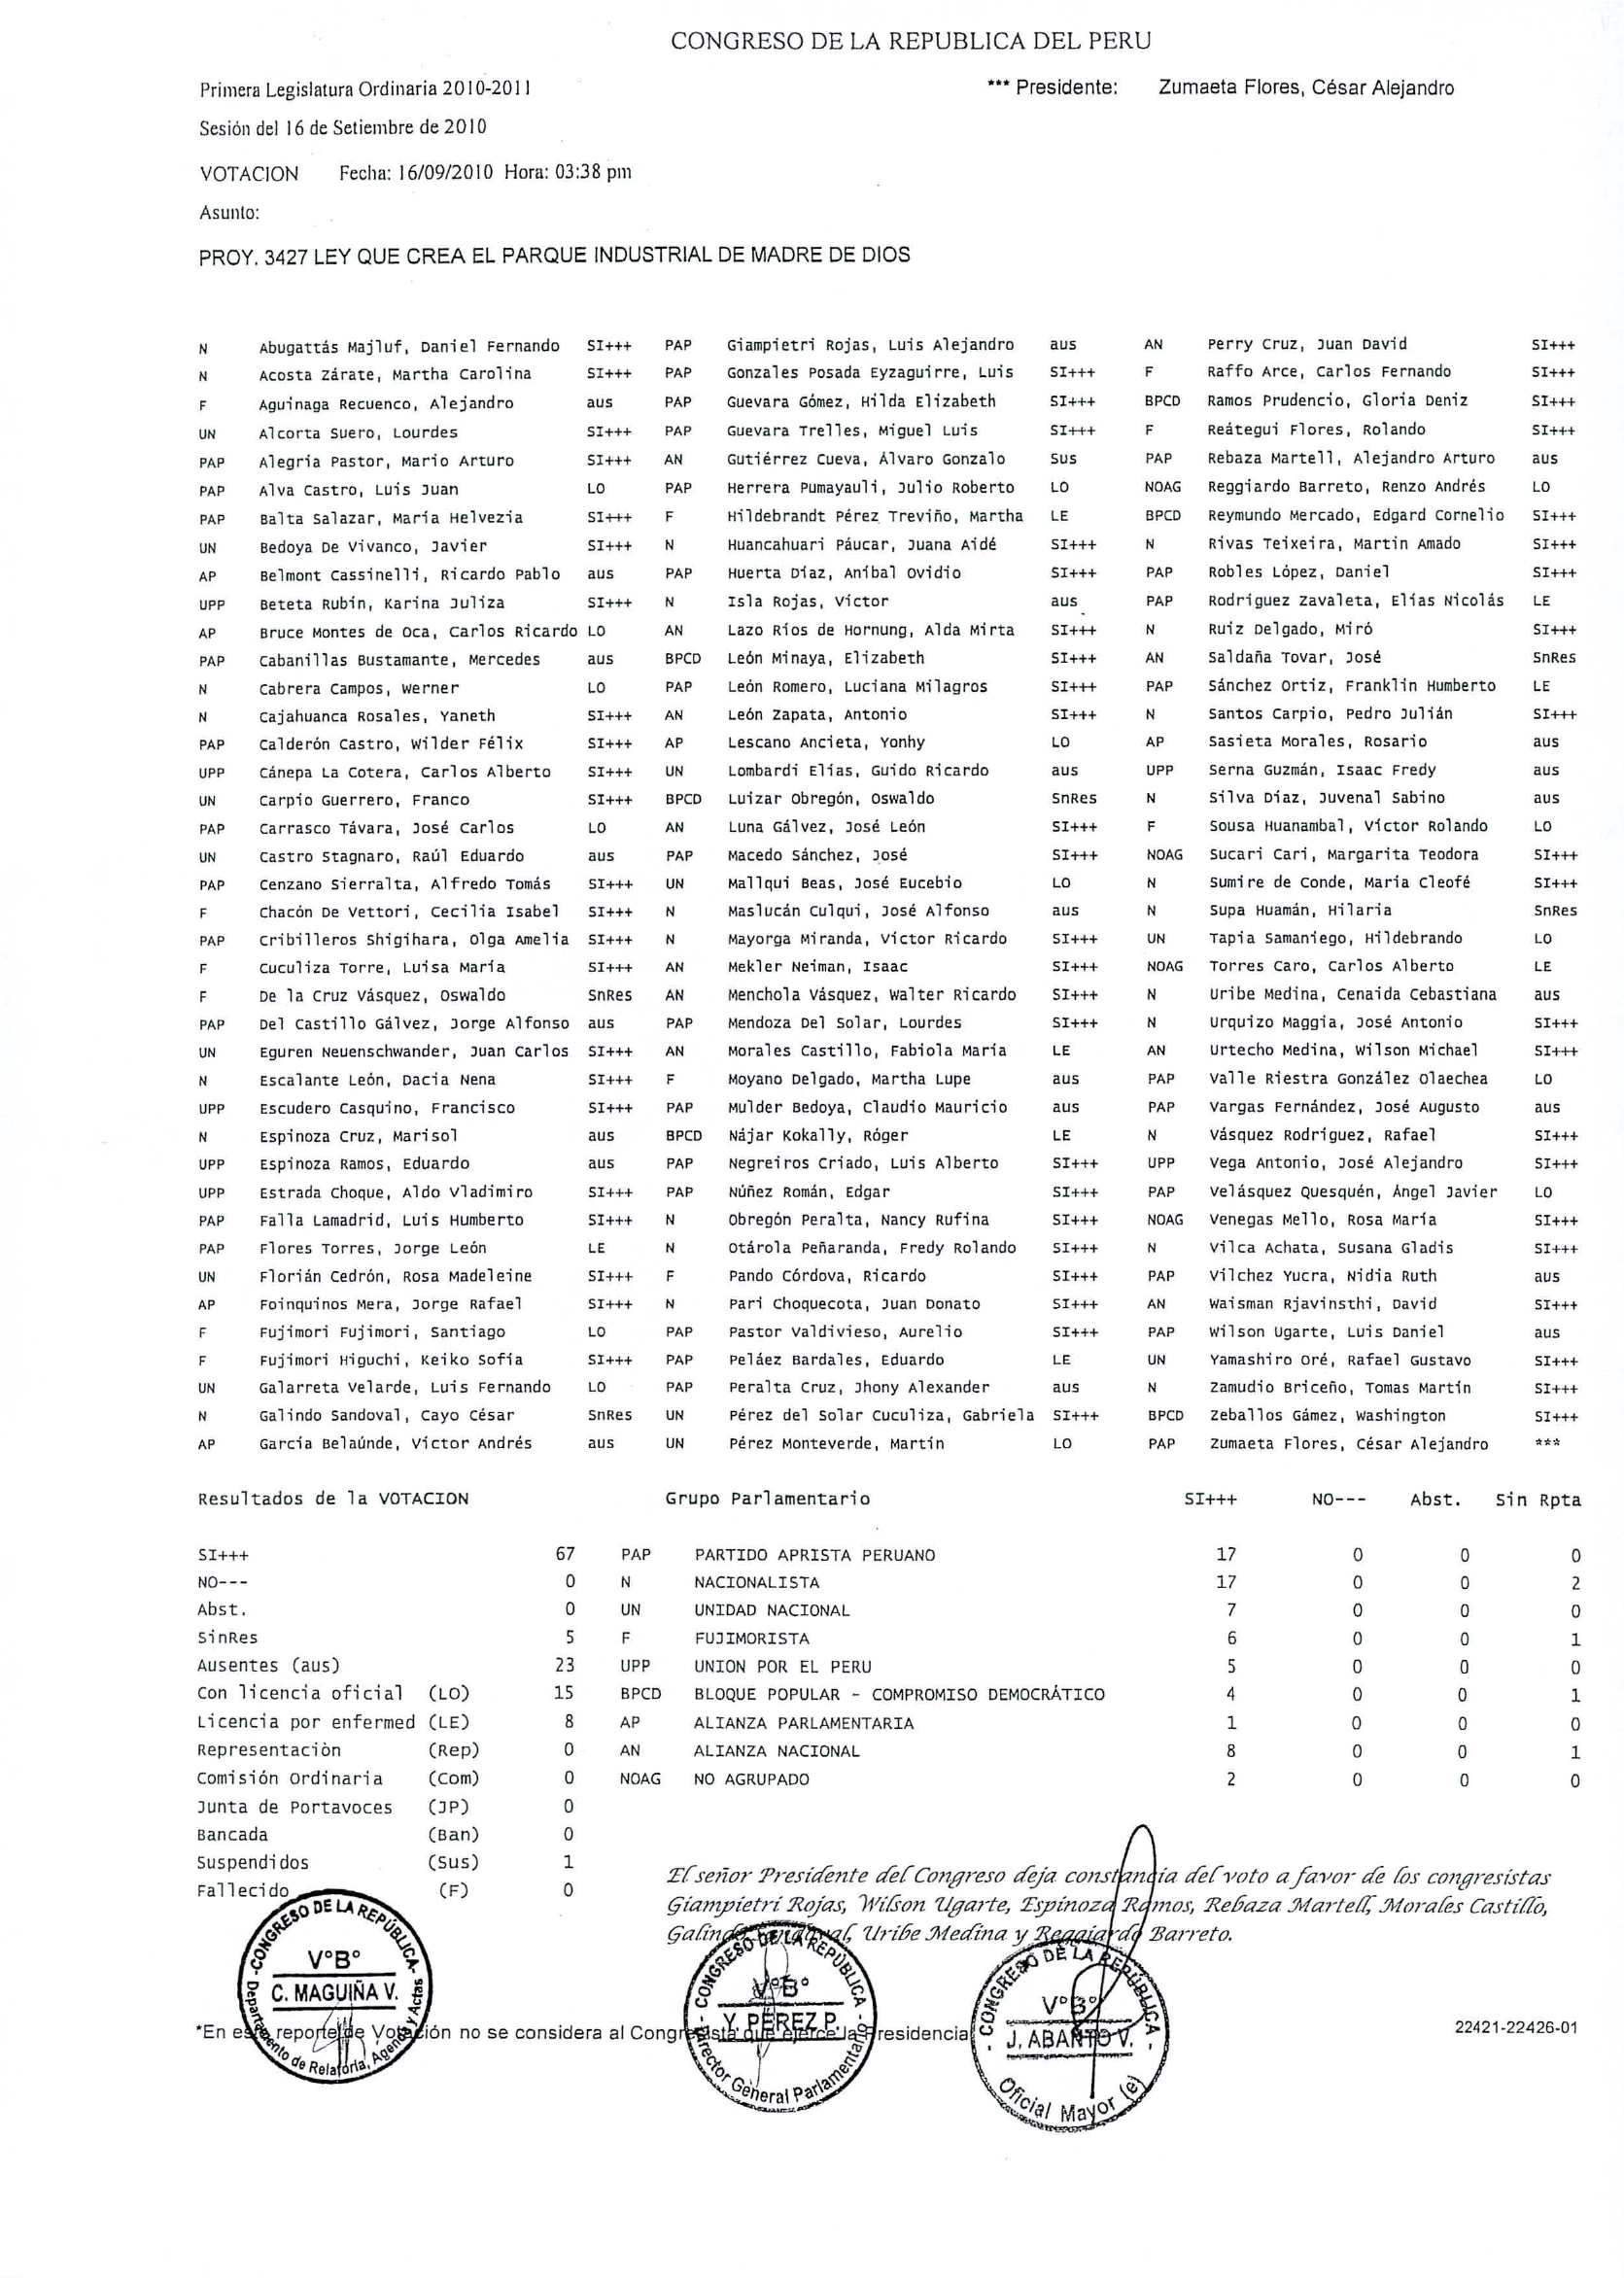 CONGRESO DE LA REPUBLICA DEL PERU
Primera Legislatura Ordinaria 2010-2011 *** Presidente: Zumaeta Flores, César Alejandro
Sesión del 16 de Setiembre de 2010
VOTACION Fecha: 16/09/2010 Hora: 03:38 pm
Asunto:
PROY. 3427 LEY QUE CREA EL PARQUE INDUSTRIAL DE MADRE DE DIOS
N Abugattás Majluf, Daniel Fernando SI+++ PAP Giampietri Rojas, Luis Alejandro aus AN Perry Cruz, Juan David SI+++
N Acosta Zárate, Martha Carolina SI+++ PAP Gonzales Posada Eyzaguirre, Luis SI+++ F Raffo Arce, Carlos Fernando SI+++
F Aguinaga Recuenco, Alejandro aus PAP Guevara Gómez, Hilda Elizabeth SI+++ BPCD Ramos Prudencio, Gloria Deniz SI+++
UN Alcorta Suero, Lourdes SI+++ PAP Guevara Trelles, Miguel Luis SI+++ F Reátegui Flores, Rolando SI+++
PAP Alegría Pastor, Mario Arturo SI+++ AN Gutiérrez Cueva, Álvaro Gonzalo Sus PAP Rebaza Martell, Alejandro Arturo aus
PAP Alva Castro, Luis Juan LO PAP Herrera Pumayauli, Julio Roberto LO NOAG Reggiardo Barreto, Renzo Andrés LO
PAP Balta Salazar, María Helvezia SI+++ F Hildebrandt Pérez Treviño, Martha LE BPCD Reymundo Mercado, Edgard Cornelio SI+++
UN Bedoya De Vivanco, Javier SI+++ N Huancahuari Páucar, Juana Aidé SI+++ N Rivas Teixeira, Martin Amado SI+++
AP Belmont Cassinelli, Ricardo Pablo aus PAP Huerta Díaz, Aníbal Ovidio SI+++ PAP Robles López, Daniel SI+++
UPP Beteta Rubín, Karina Juliza SI+++ N Isla Rojas, Víctor aus PAP Rodríguez Zavaleta, Elías Nicolás LE
AP Bruce Montes de Oca, Carlos Ricardo LO AN Lazo Ríos de Hornung, Alda Mirta SI+++ N Ruiz Delgado, Miró SI+++
PAP Cabanillas Bustamante, Mercedes aus BPCD León Minaya, Elizabeth SI+++ AN Saldaña Tovar, José SnRes
N Cabrera Campos, Werner LO PAP León Romero, Luciana Milagros SI+++ PAP Sánchez Ortiz, Franklin Humberto LE
N Cajahuanca Rosales, Yaneth SI+++ AN León Zapata, Antonio SI+++ N Santos Carpio, Pedro Julián SI+++
PAP Calderón Castro, Wilder Félix SI+++ AP Lescano Ancieta, Yonhy LO AP Sasieta Morales, Rosario aus
UPP Cánepa La Cotera, Carlos Alberto SI+++ UN Lombardi Elías, Guido Ricardo aus UPP Serna Guzmán, Isaac Fredy aus
UN Carpio Guerrero, Franco SI+++ BPCD Luizar Obregón, Oswaldo SnRes N Silva Díaz, Juvenal Sabino aus
PAP Carrasco Távara, José Carlos LO AN Luna Gálvez, José León SI+++ F Sousa Huanambal, Víctor Rolando LO
UN Castro Stagnaro, Raúl Eduardo aus PAP Macedo Sánchez, José SI+++ NOAG Sucari Cari, Margarita Teodora SI+++
PAP Cenzano Sierralta, Alfredo Tomás SI+++ UN Mallqui Beas, José Eucebio LO N Sumire de Conde, María Cleofé SI+++
F Chacón De Vettori, Cecilia Isabel SI+++ N Maslucán Culqui, José Alfonso aus N Supa Huamán, Hilaria SnRes
PAP Cribilleros Shigihara, Olga Amelia SI+++ N Mayorga Miranda, Víctor Ricardo SI+++ UN Tapia Samaniego, Hildebrando LO
F Cuculiza Torre, Luisa María SI+++ AN Mekler Neiman, Isaac SI+++ NOAG Torres Caro, Carlos Alberto LE
F De la Cruz Vásquez, Oswaldo SnRes AN Menchola Vásquez, Walter Ricardo SI+++ N Uribe Medina, Cenaida Cebastiana aus
PAP Del Castillo Gálvez, Jorge Alfonso aus PAP Mendoza Del Solar, Lourdes SI+++ N Urquizo Maggia, José Antonio SI+++
UN Eguren Neuenschwander, Juan Carlos SI+++ AN Morales Castillo, Fabiola María LE AN Urtecho Medina, Wilson Michael SI+++
N Escalante León, Dacia Nena SI+++ F Moyano Delgado, Martha Lupe aus PAP Valle Riestra González Olaechea LO
UPP Escudero Casquino, Francisco SI+++ PAP Mulder Bedoya, Claudio Mauricio aus PAP Vargas Fernández, José Augusto aus
N Espinoza Cruz, Marisol aus BPCD Nájar Kokally, Róger LE N Vásquez Rodríguez, Rafael SI+++
UPP Espinoza Ramos, Eduardo aus PAP Negreiros Criado, Luis Alberto SI+++ UPP Vega Antonio, José Alejandro SI+++
UPP Estrada Choque, Aldo Vladimiro SI+++ PAP Núñez Román, Edgar SI+++ PAP Velásquez Quesquén, Ángel Javier LO
PAP Falla Lamadrid, Luis Humberto SI+++ N Obregón Peralta, Nancy Rufina SI+++ NOAG Venegas Mello, Rosa María SI+++
PAP Flores Torres, Jorge León LE N Otárola Peñaranda, Fredy Rolando SI+++ N Vilca Achata, Susana Gladis SI+++
UN Florián Cedrón, Rosa Madeleine SI+++ F Pando Córdova, Ricardo SI+++ PAP Vílchez Yucra, Nidia Ruth aus
AP Foinquinos Mera, Jorge Rafael SI+++ N Pari Choquecota, Juan Donato SI+++ AN Waisman Rjavinsthi, David SI+++
F Fujimori Fujimori, Santiago LO PAP Pastor Valdivieso, Aurelio SI+++ PAP Wilson Ugarte, Luis Daniel aus
F Fujimori Higuchi, Keiko Sofía SI+++ PAP Peláez Bardales, Eduardo LE UN Yamashiro Oré, Rafael Gustavo SI+++
UN Galarreta Velarde, Luis Fernando LO PAP Peralta Cruz, Jhony Alexander aus N Zamudio Briceño, Tomas Martín SI+++
N Galindo Sandoval, Cayo César SnRes UN Pérez del Solar Cuculiza, Gabriela SI+++ BPCD Zeballos Gámez, Washington SI+++
AP García Belaúnde, Víctor Andrés aus UN Pérez Monteverde, Martín LO PAP Zumaeta Flores, César Alejandro ***
Resultados de la VOTACION Grupo Parlamentario SI+++ NO--- Abst. Sin Rpta
SI+++ 67 PAP PARTIDO APRISTA PERUANO 17 0 0 0
NO--- 0 N NACIONALISTA 17 0 0 2
Abst. 0 UN UNIDAD NACIONAL 7 0 0 0
SinRes 5 F FUJIMORISTA 6 0 0 1
Ausentes (aus) 23 UPP UNION POR EL PERU 5 0 0 0
Con licencia oficial (LO) 15 BPCD BLOQUE POPULAR - COMPROMISO DEMOCRÁTICO 4 0 0 1
Licencia por enfermed (LE) 8 AP ALIANZA PARLAMENTARIA 1 0 0 0
Representación (Rep) 0 AN ALIANZA NACIONAL 8 0 0 1
Comisión Ordinaria (Com) 0 NOAG NO AGRUPADO 2 0 0 0
Junta de Portavoces (JP) 0
Bancada (Ban) 0
Suspendidos (Sus) 1
Fallecido (F) 0
El señor Presidente del Congreso deja constancia del voto a favor de los congresistas
Giampietri Rojas, Wilson Ugarte, Espinoza Ramos, Rebaza Martell, Morales Castillo,
Galindo Sandoval, Uribe Medina y Reggiardo Barreto.
-CONGRESO DE LA REPÚBLICA-
V°B°
C. MAGUIÑA V.
Departamento de Relatoría, Agenda y Actas
- CONGRESO DE LA REPÚBLICA -
V°B°
Y. PÉREZ P.
Director General Parlamentario
- CONGRESO DE LA REPÚBLICA -
V°B°
J. ABANTO V.
Oficial Mayor (e)
*En este reporte de Votación no se considera al Congresista que ejerce la Presidencia
22421-22426-01